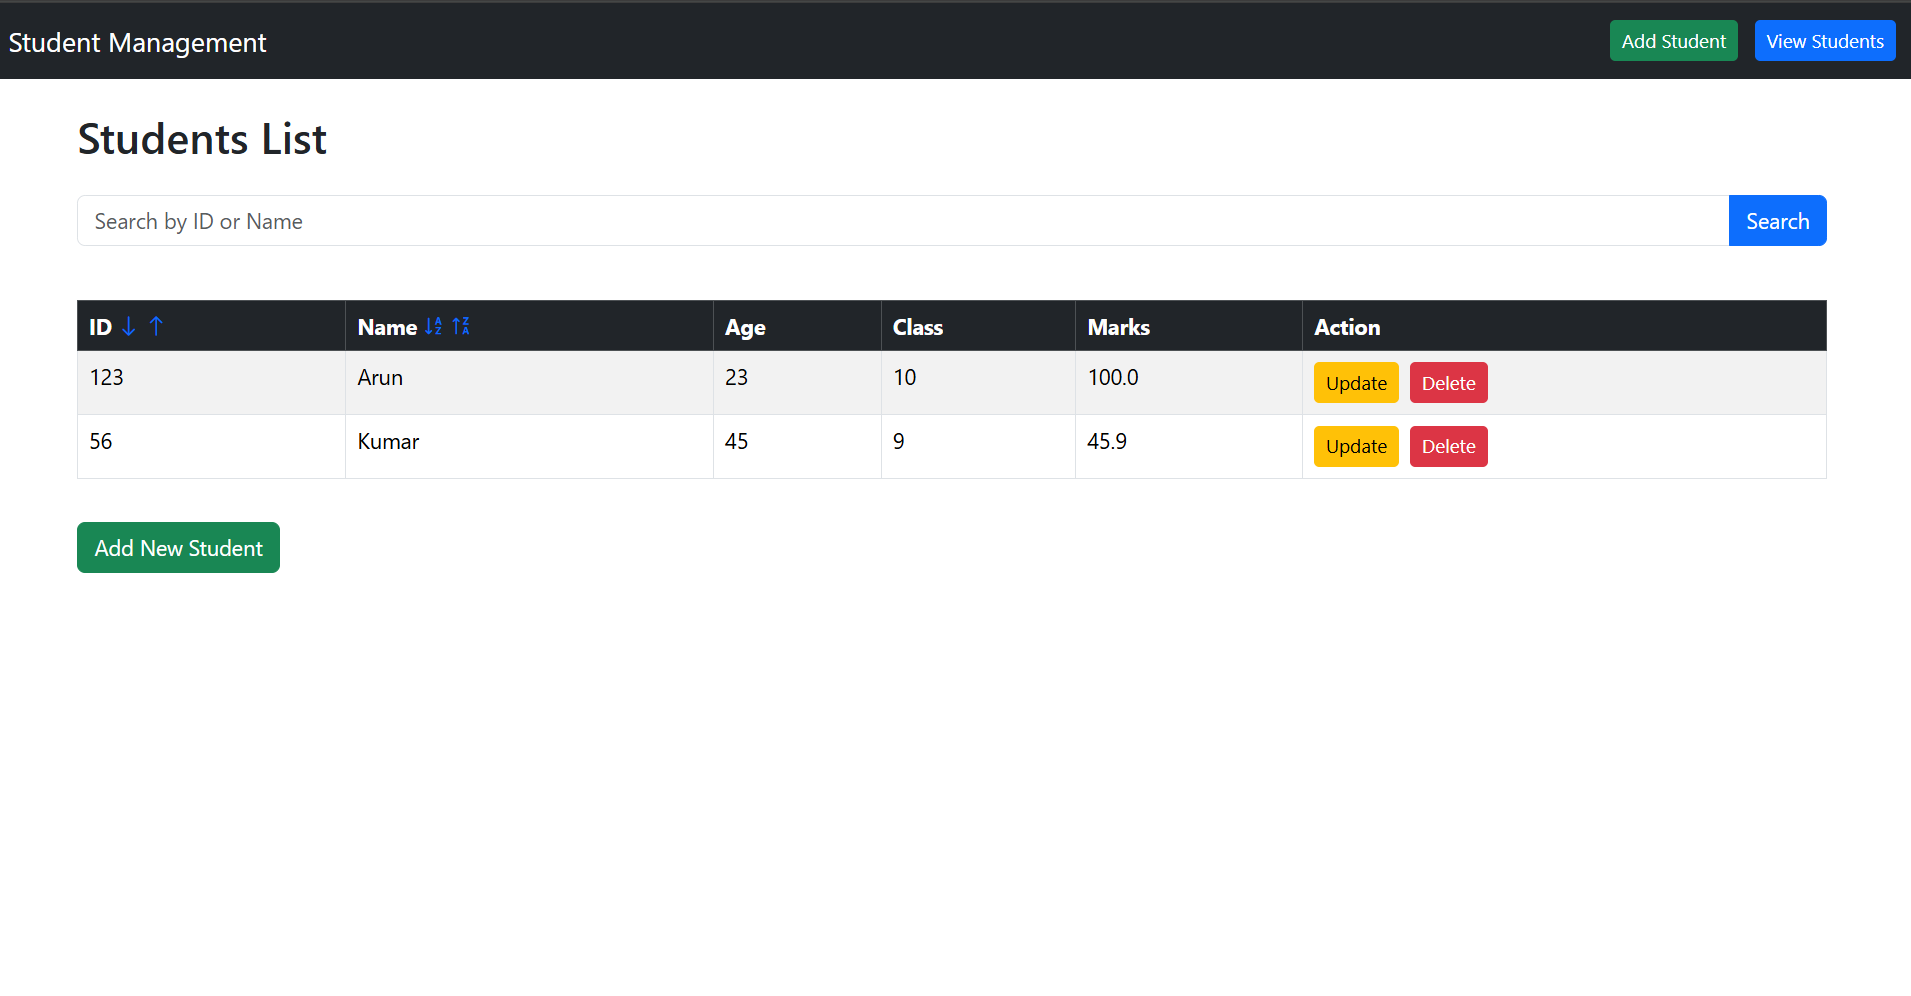 Student Management Add Student View Students
Students List
Search by ID or Name Search
ID Name Age Class Marks Action
123 Arun 23 10 100.0 Update Delete
56 Kumar 45 9 45.9 Update Delete
Add New Student